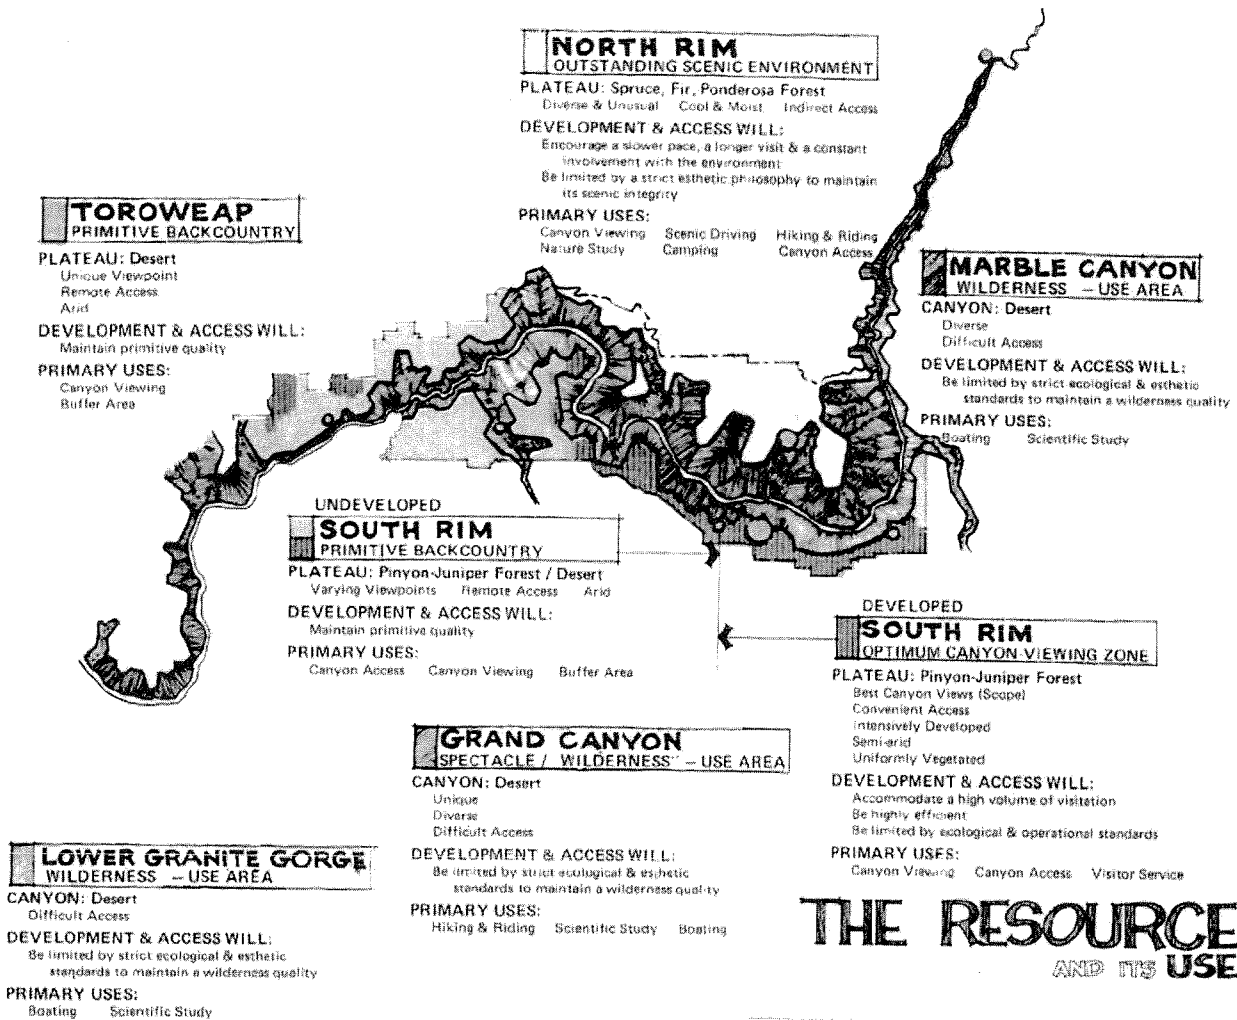 NORTH RIM
OUTSTANDING SCENIC ENVIRONMENT
PLATEAU: Spruce, Fir, Ponderosa Forest
Diverse & Unusual Cool & Moist Indirect Access
DEVELOPMENT & ACCESS WILL:
Encourage a slower pace, a longer visit & a constant
involvement with the environment
Be limited by a strict esthetic philosophy to maintain
its scenic integrity
PRIMARY USES:
Canyon Viewing Scenic Driving Hiking & Riding
Nature Study Camping Canyon Access
TOROWEAP
PRIMITIVE BACKCOUNTRY
PLATEAU: Desert
Unique Viewpoint
Remote Access
Arid
DEVELOPMENT & ACCESS WILL:
Maintain primitive quality
PRIMARY USES:
Canyon Viewing
Buffer Area
MARBLE CANYON
WILDERNESS – USE AREA
CANYON: Desert
Diverse
Difficult Access
DEVELOPMENT & ACCESS WILL:
Be limited by strict ecological & esthetic
standards to maintain a wilderness quality
PRIMARY USES:
Boating Scientific Study
UNDEVELOPED
SOUTH RIM
PRIMITIVE BACKCOUNTRY
PLATEAU: Pinyon-Juniper Forest / Desert
Varying Viewpoints Remote Access Arid
DEVELOPMENT & ACCESS WILL:
Maintain primitive quality
PRIMARY USES:
Canyon Access Canyon Viewing Buffer Area
DEVELOPED
SOUTH RIM
OPTIMUM CANYON-VIEWING ZONE
PLATEAU: Pinyon-Juniper Forest
Best Canyon Views (Scope)
Convenient Access
Intensively Developed
Semi-arid
Uniformly Vegetated
DEVELOPMENT & ACCESS WILL:
Accommodate a high volume of visitation
Be highly efficient
Be limited by ecological & operational standards
PRIMARY USES:
Canyon Viewing Canyon Access Visitor Service
GRAND CANYON
SPECTACLE / WILDERNESS" – USE AREA
CANYON: Desert
Unique
Diverse
Difficult Access
DEVELOPMENT & ACCESS WILL:
Be limited by strict ecological & esthetic
standards to maintain a wilderness quality
PRIMARY USES:
Hiking & Riding Scientific Study Boating
LOWER GRANITE GORGE
WILDERNESS – USE AREA
CANYON: Desert
Difficult Access
DEVELOPMENT & ACCESS WILL:
Be limited by strict ecological & esthetic
standards to maintain a wilderness quality
PRIMARY USES:
Boating Scientific Study
THE RESOURCE
AND ITS USE